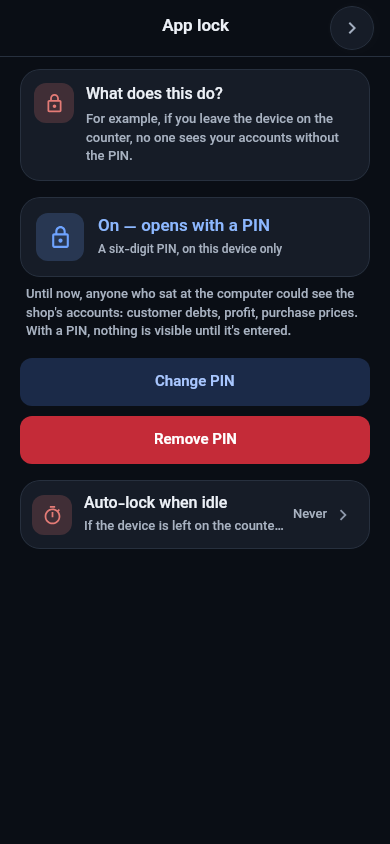 App lock
What does this do?
For example, if you leave the device on the
counter, no one sees your accounts without
the PIN.
On — opens with a PIN
A six-digit PIN, on this device only
Until now, anyone who sat at the computer could see the
shop's accounts: customer debts, profit, purchase prices.
With a PIN, nothing is visible until it's entered.
Change PIN
Remove PIN
Auto-lock when idle
If the device is left on the counte...
Never